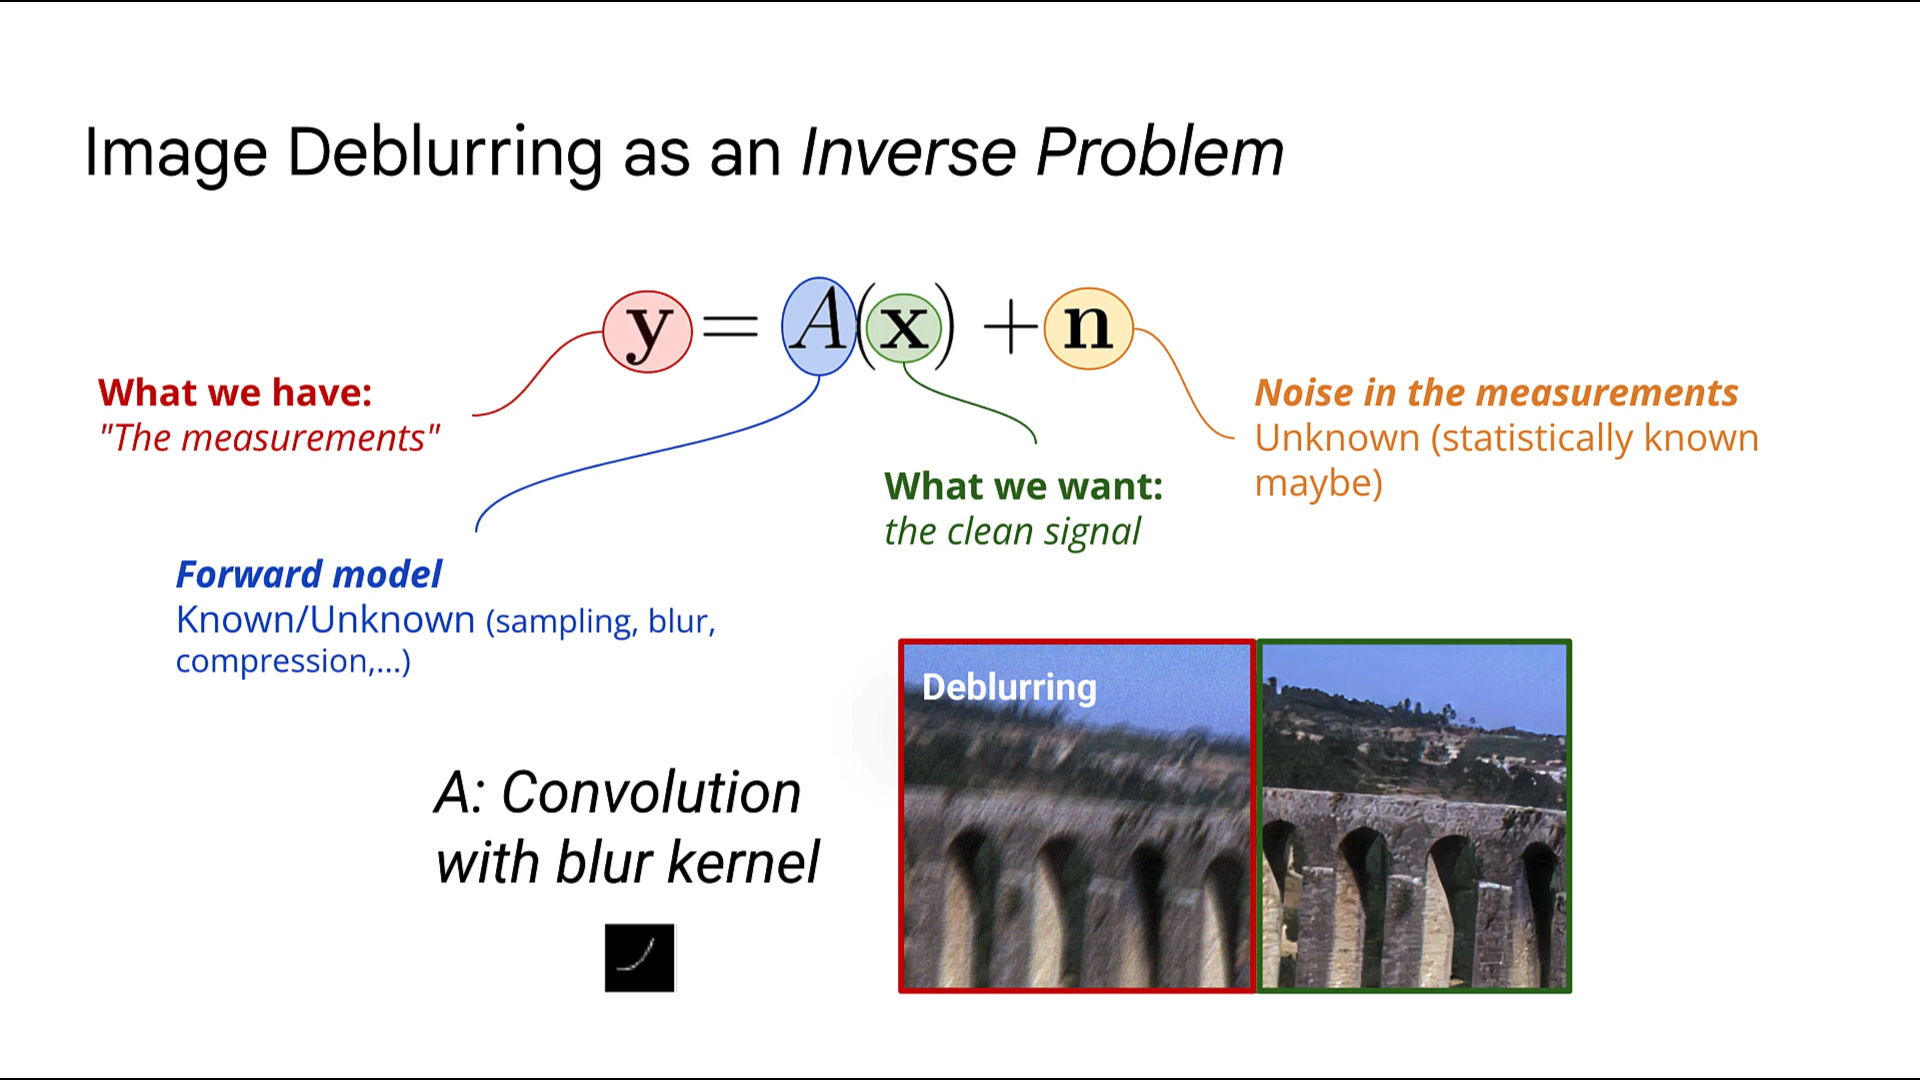 Image Deblurring as an Inverse Problem
y = A(x) + n
What we have:
"The measurements"
Noise in the measurements
Unknown (statistically known
maybe)
What we want:
the clean signal
Forward model
Known/Unknown (sampling, blur,
compression,...)
Deblurring
A: Convolution
with blur kernel